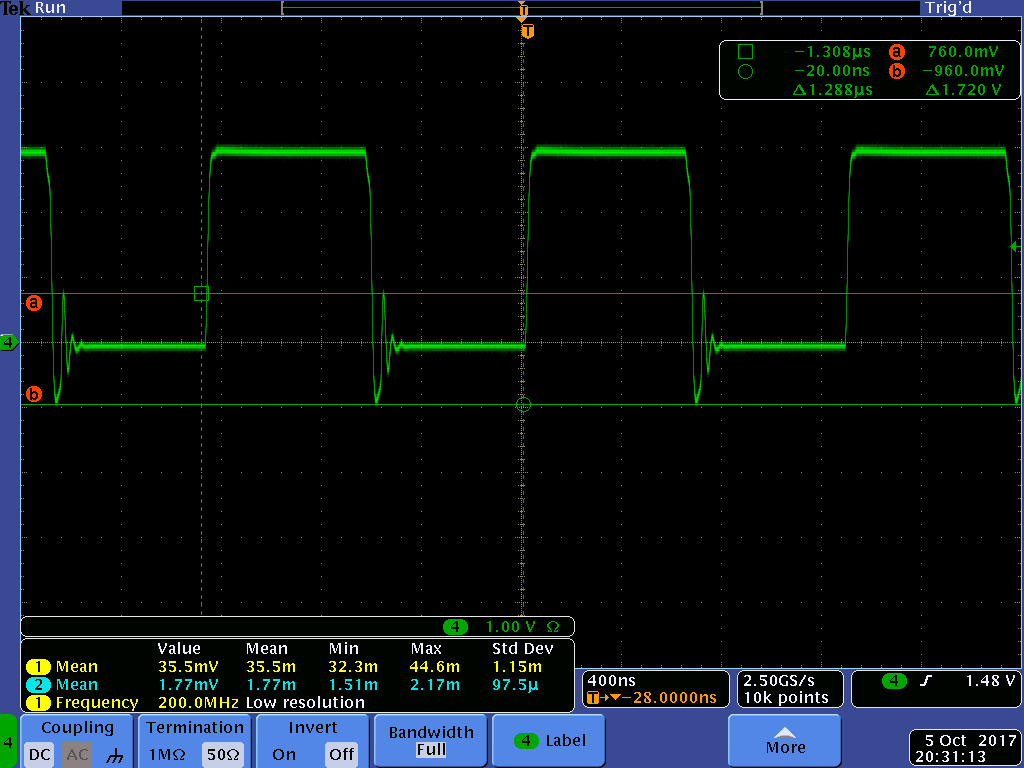 Tek Run Trig'd
T
T
−1.308µs a 760.0mV
−20.00ns b −960.0mV
Δ1.288µs Δ1.720 V
a
4
b
4 1.00 V Ω
Value Mean Min Max Std Dev
1 Mean 35.5mV 35.5m 32.3m 44.6m 1.15m
2 Mean 1.77mV 1.77m 1.51m 2.17m 97.5µ
1 Frequency 200.0MHz Low resolution
400ns
T→▼−28.0000ns
2.50GS/s
10k points
4 1.48 V
4
Coupling
DC AC
Termination
1MΩ 50Ω
Invert
On Off
Bandwidth
Full
4 Label
More
5 Oct 2017
20:31:13